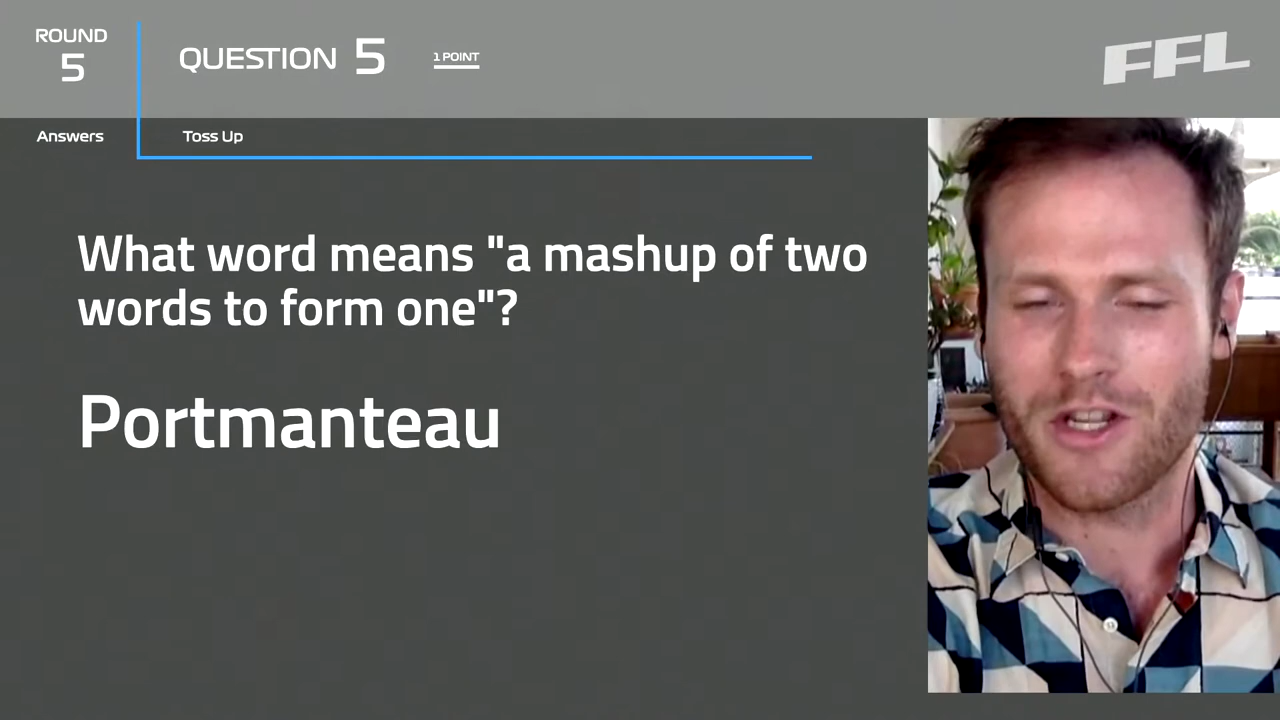 ROUND
5
QUESTION 5
1 POINT
FFL
Answers
Toss Up
What word means "a mashup of two
words to form one"?
Portmanteau